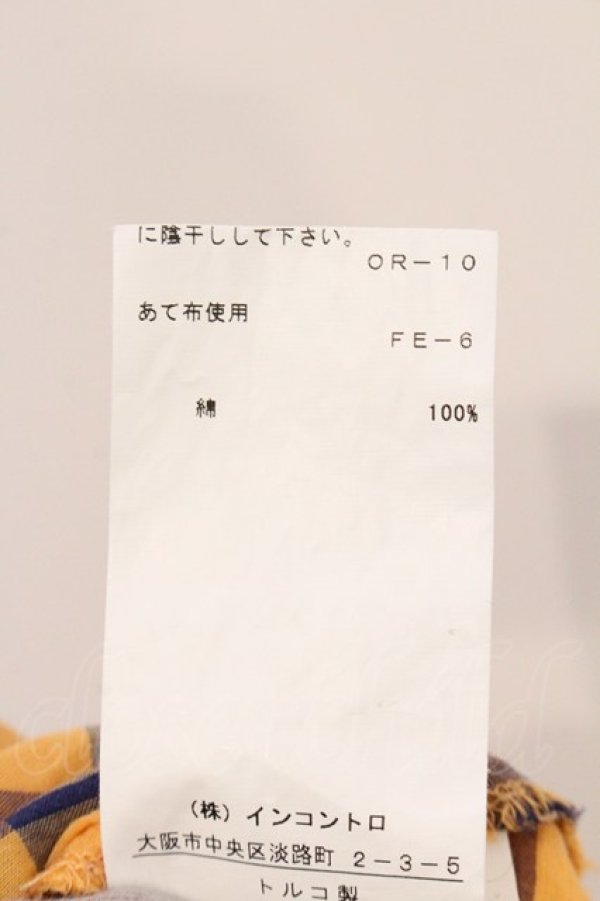 に陰干しして下さい。
OR-10
あて布使用
FE-6
綿 100%
(株) インコントロ
大阪市中央区淡路町 2-3-5
トルコ製
closet child